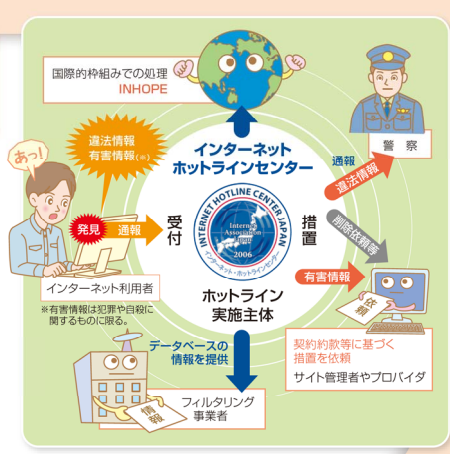 国際的枠組みでの処理
INHOPE
違法情報
有害情報(※)
あっ!
発見
通報
インターネット利用者
※有害情報は犯罪や自殺に
関するものに限る。
インターネット
ホットラインセンター
受付
措置
INTERNET HOTLINE CENTER JAPAN
Internet
Association
Japan
2006
インターネット・ホットラインセンター
ホットライン
実施主体
通報
違法情報
警察
削除依頼等
有害情報
依頼
契約約款等に基づく
措置を依頼
サイト管理者やプロバイダ
データベースの
情報を提供
情報
フィルタリング
事業者